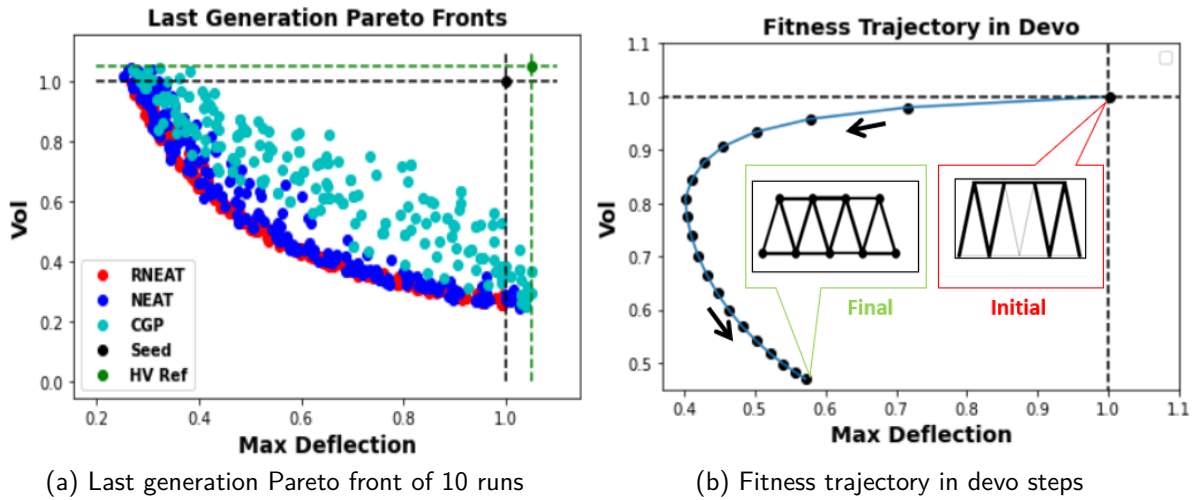 Last Generation Pareto Fronts
Vol
1.0
0.8
0.6
0.4
0.2
0.0
RNEAT
NEAT
CGP
Seed
HV Ref
0.2
0.4
0.6
0.8
1.0
Max Deflection
(a) Last generation Pareto front of 10 runs
Fitness Trajectory in Devo
Vol
1.1
1.0
0.9
0.8
0.7
0.6
0.5
Final
Initial
0.4
0.5
0.6
0.7
0.8
0.9
1.0
1.1
Max Deflection
(b) Fitness trajectory in devo steps